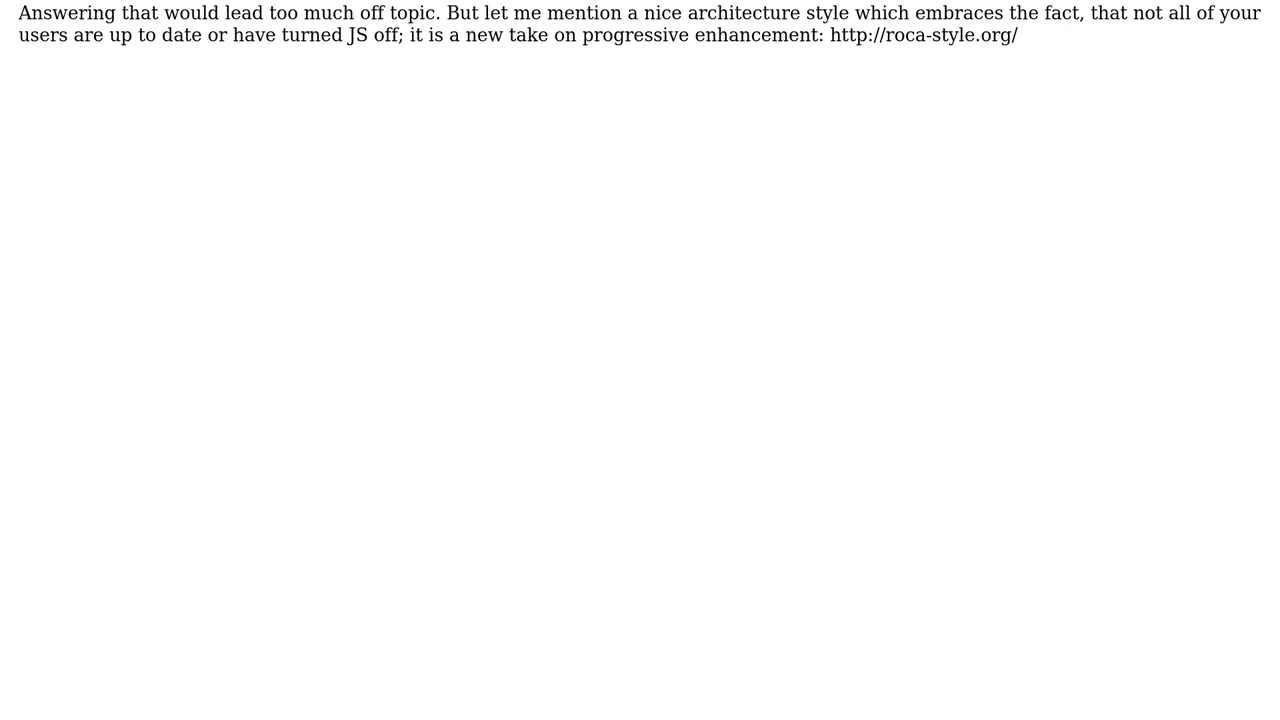 Answering that would lead too much off topic. But let me mention a nice architecture style which embraces the fact, that not all of your
users are up to date or have turned JS off; it is a new take on progressive enhancement: http://roca-style.org/